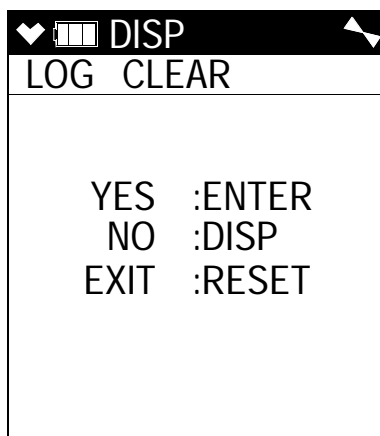 DISP
LOG CLEAR
YES :ENTER
NO :DISP
EXIT :RESET